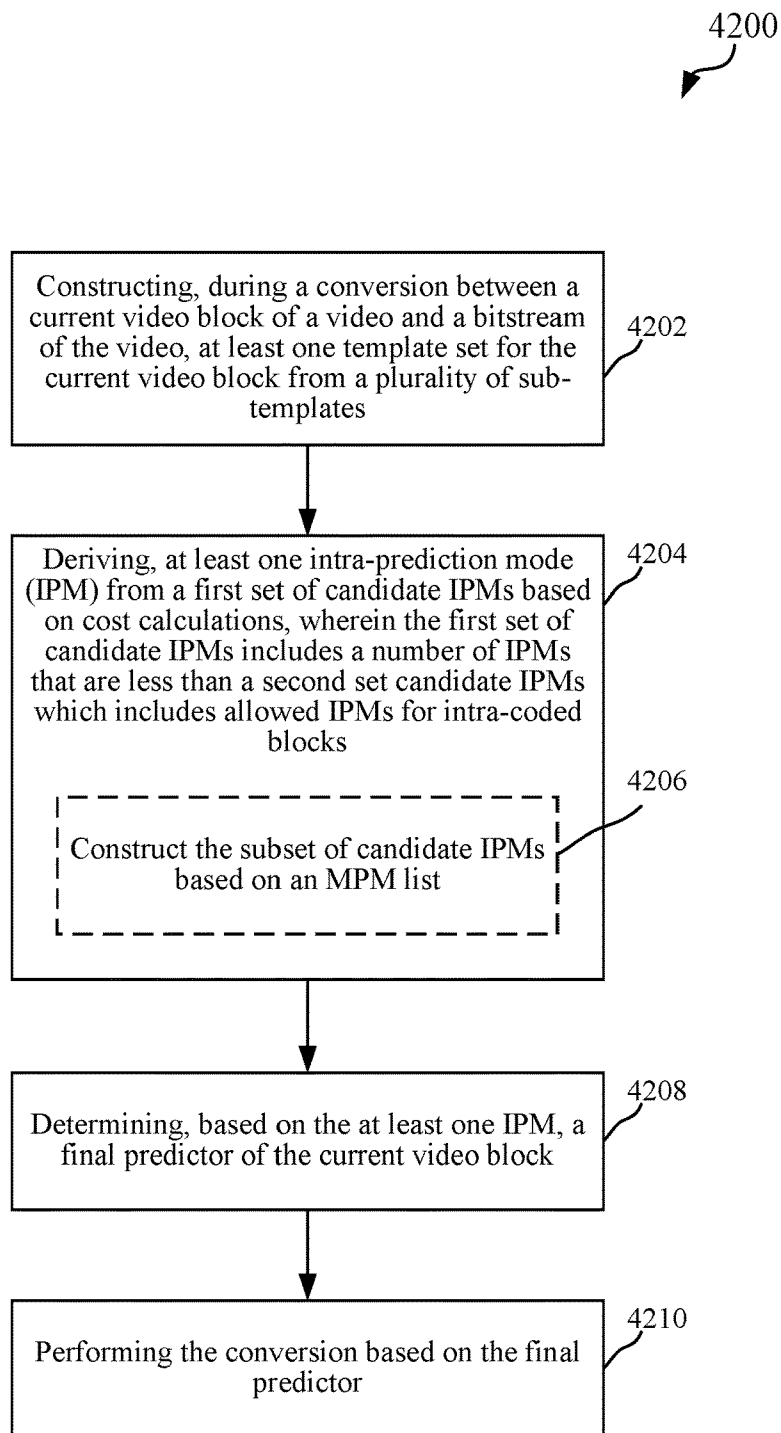 4200
Constructing, during a conversion between a
current video block of a video and a bitstream
of the video, at least one template set for the
current video block from a plurality of sub-
templates
4202
Deriving, at least one intra-prediction mode
(IPM) from a first set of candidate IPMs based
on cost calculations, wherein the first set of
candidate IPMs includes a number of IPMs
that are less than a second set candidate IPMs
which includes allowed IPMs for intra-coded
blocks
4204
4206
Construct the subset of candidate IPMs
based on an MPM list
Determining, based on the at least one IPM, a
final predictor of the current video block
4208
Performing the conversion based on the final
predictor
4210